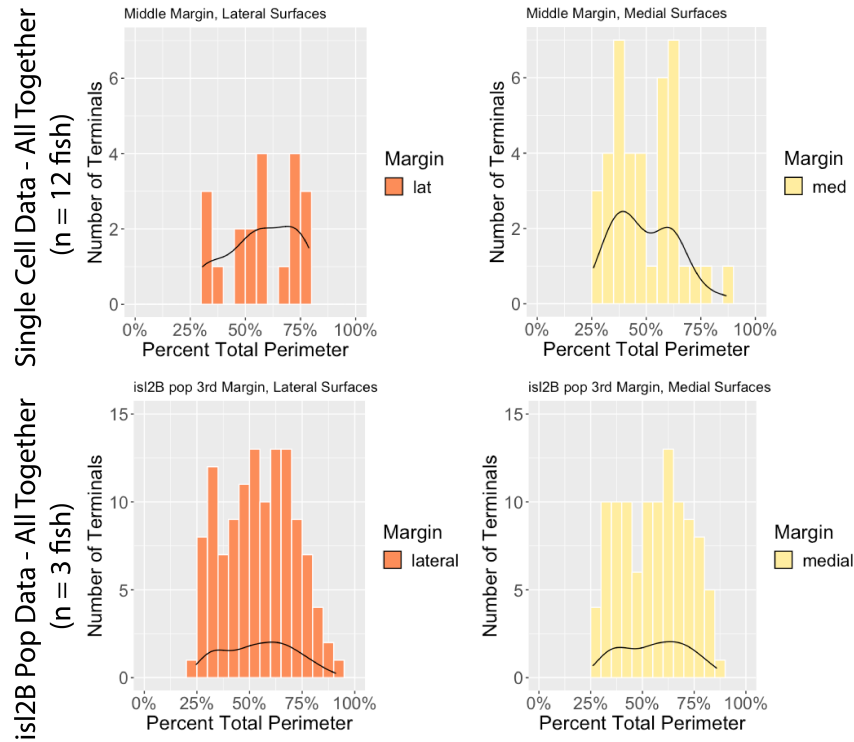 Single Cell Data - All Together
(n = 12 fish)
Middle Margin, Lateral Surfaces
Number of Terminals
6
4
2
0
0%
25%
50%
75%
100%
Percent Total Perimeter
Margin
lat
Middle Margin, Medial Surfaces
Number of Terminals
6
4
2
0
0%
25%
50%
75%
100%
Percent Total Perimeter
Margin
med
isl2B Pop Data - All Together
(n = 3 fish)
isl2B pop 3rd Margin, Lateral Surfaces
Number of Terminals
15
10
5
0
0%
25%
50%
75%
100%
Percent Total Perimeter
Margin
lateral
isl2B pop 3rd Margin, Medial Surfaces
Number of Terminals
15
10
5
0
0%
25%
50%
75%
100%
Percent Total Perimeter
Margin
medial